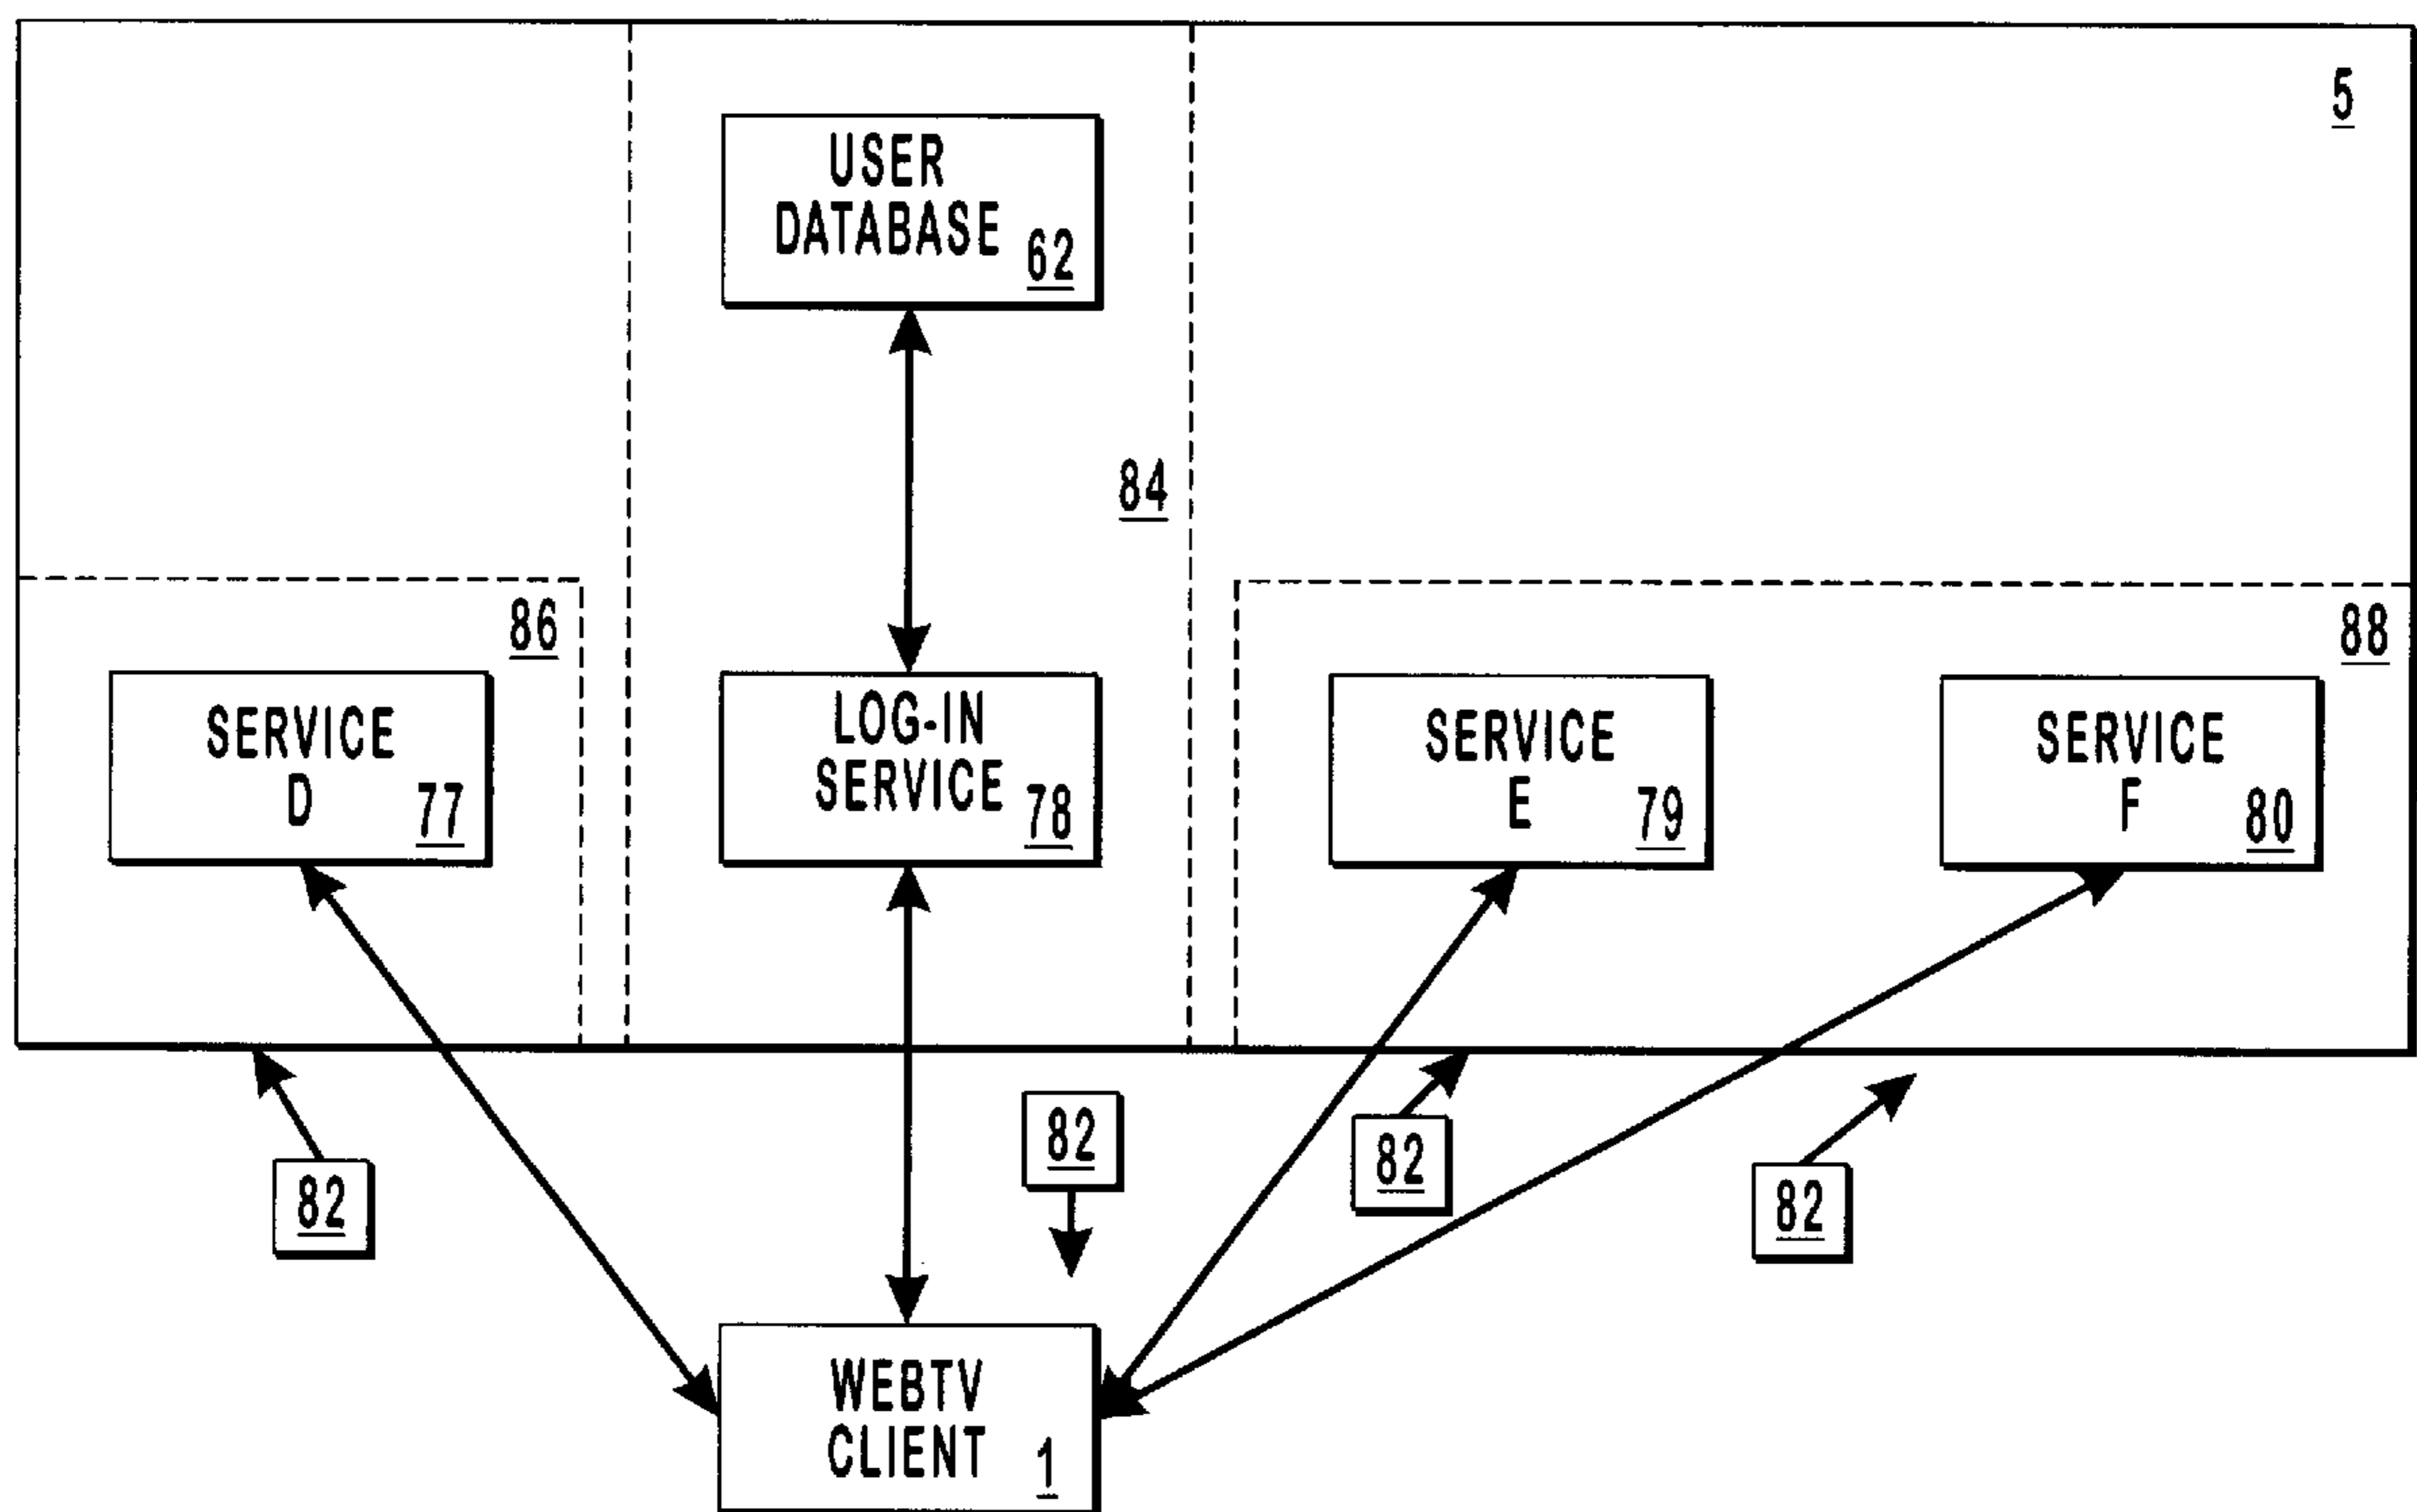 5
USER
DATABASE
62
84
86
88
SERVICE
D
77
LOG-IN
SERVICE
78
SERVICE
E
79
SERVICE
F
80
82
82
82
82
WEBTV
CLIENT
1